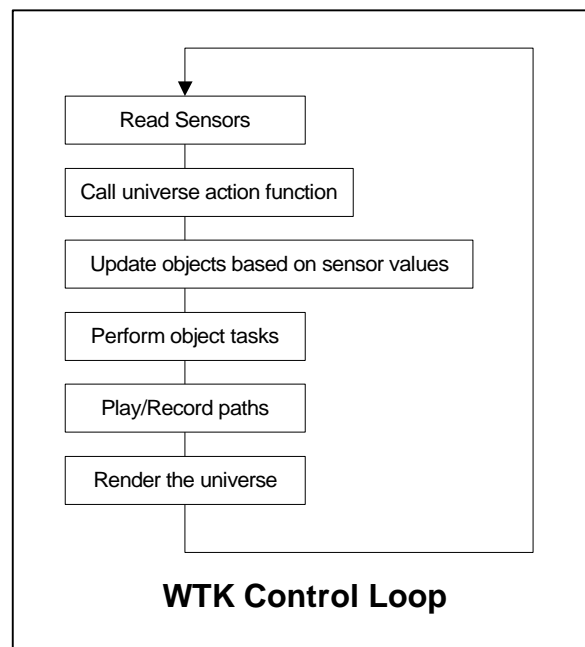 Read Sensors
Call universe action function
Update objects based on sensor values
Perform object tasks
Play/Record paths
Render the universe
WTK Control Loop